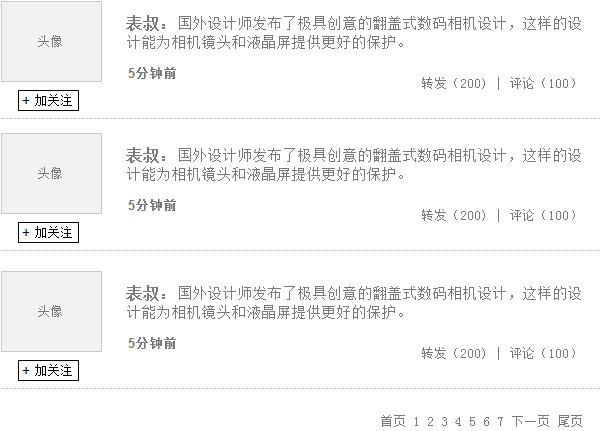 头像
+ 加关注
表叔：国外设计师发布了极具创意的翻盖式数码相机设计，这样的设
计能为相机镜头和液晶屏提供更好的保护。
5分钟前
转发（200）| 评论（100）
头像
+ 加关注
表叔：国外设计师发布了极具创意的翻盖式数码相机设计，这样的设
计能为相机镜头和液晶屏提供更好的保护。
5分钟前
转发（200）| 评论（100）
头像
+ 加关注
表叔：国外设计师发布了极具创意的翻盖式数码相机设计，这样的设
计能为相机镜头和液晶屏提供更好的保护。
5分钟前
转发（200）| 评论（100）
首页 1 2 3 4 5 6 7 下一页 尾页